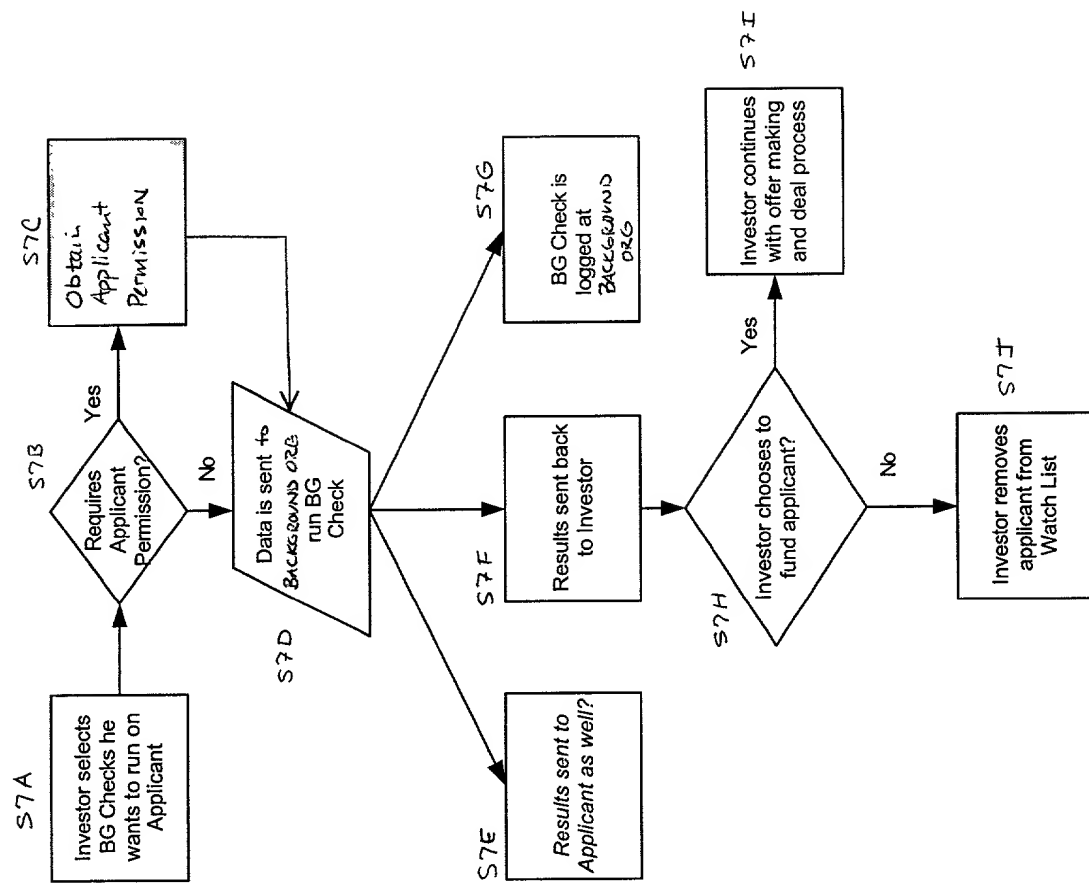 S7A
Investor selects
BG Checks he
wants to run on
Applicant
S7B
Requires
Applicant
Permission?
Yes
No
S7C
Obtain
Applicant
Permission
S7D
Data is sent to
BACKGROUND ORG
run BG
Check
S7E
Results sent to
Applicant as well?
S7F
Results sent back
to Investor
S7G
BG Check is
logged at
BACKGROUND
ORG
S7H
Investor chooses to
fund applicant?
Yes
No
S7I
Investor continues
with offer making
and deal process
S7J
Investor removes
applicant from
Watch List